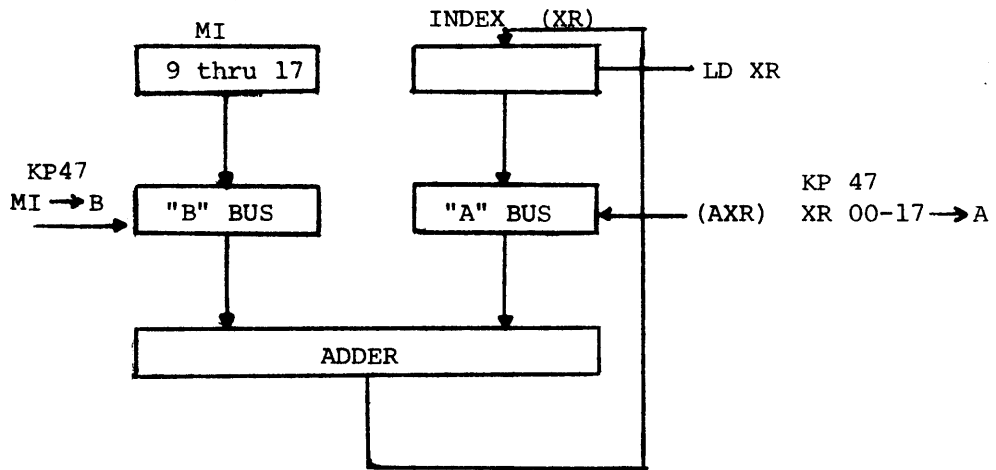 MI
INDEX (XR)
9 thru 17
LD XR
KP47
MI → B
"B" BUS
"A" BUS
(AXR)
KP 47
XR 00-17 → A
ADDER